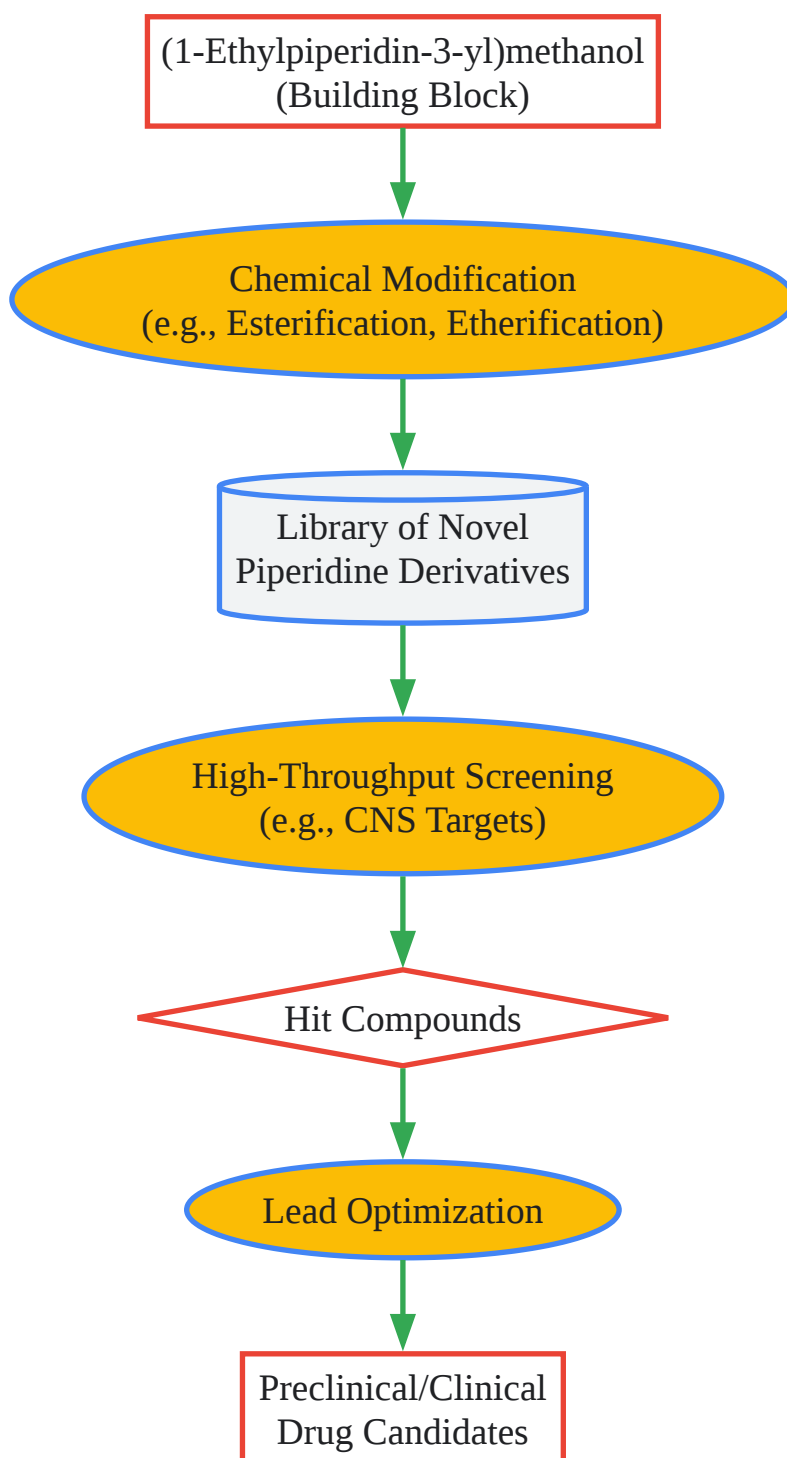 (1-Ethylpiperidin-3-yl)methanol
(Building Block)
Chemical Modification
(e.g., Esterification, Etherification)
Library of Novel
Piperidine Derivatives
High-Throughput Screening
(e.g., CNS Targets)
Hit Compounds
Lead Optimization
Preclinical/Clinical
Drug Candidates